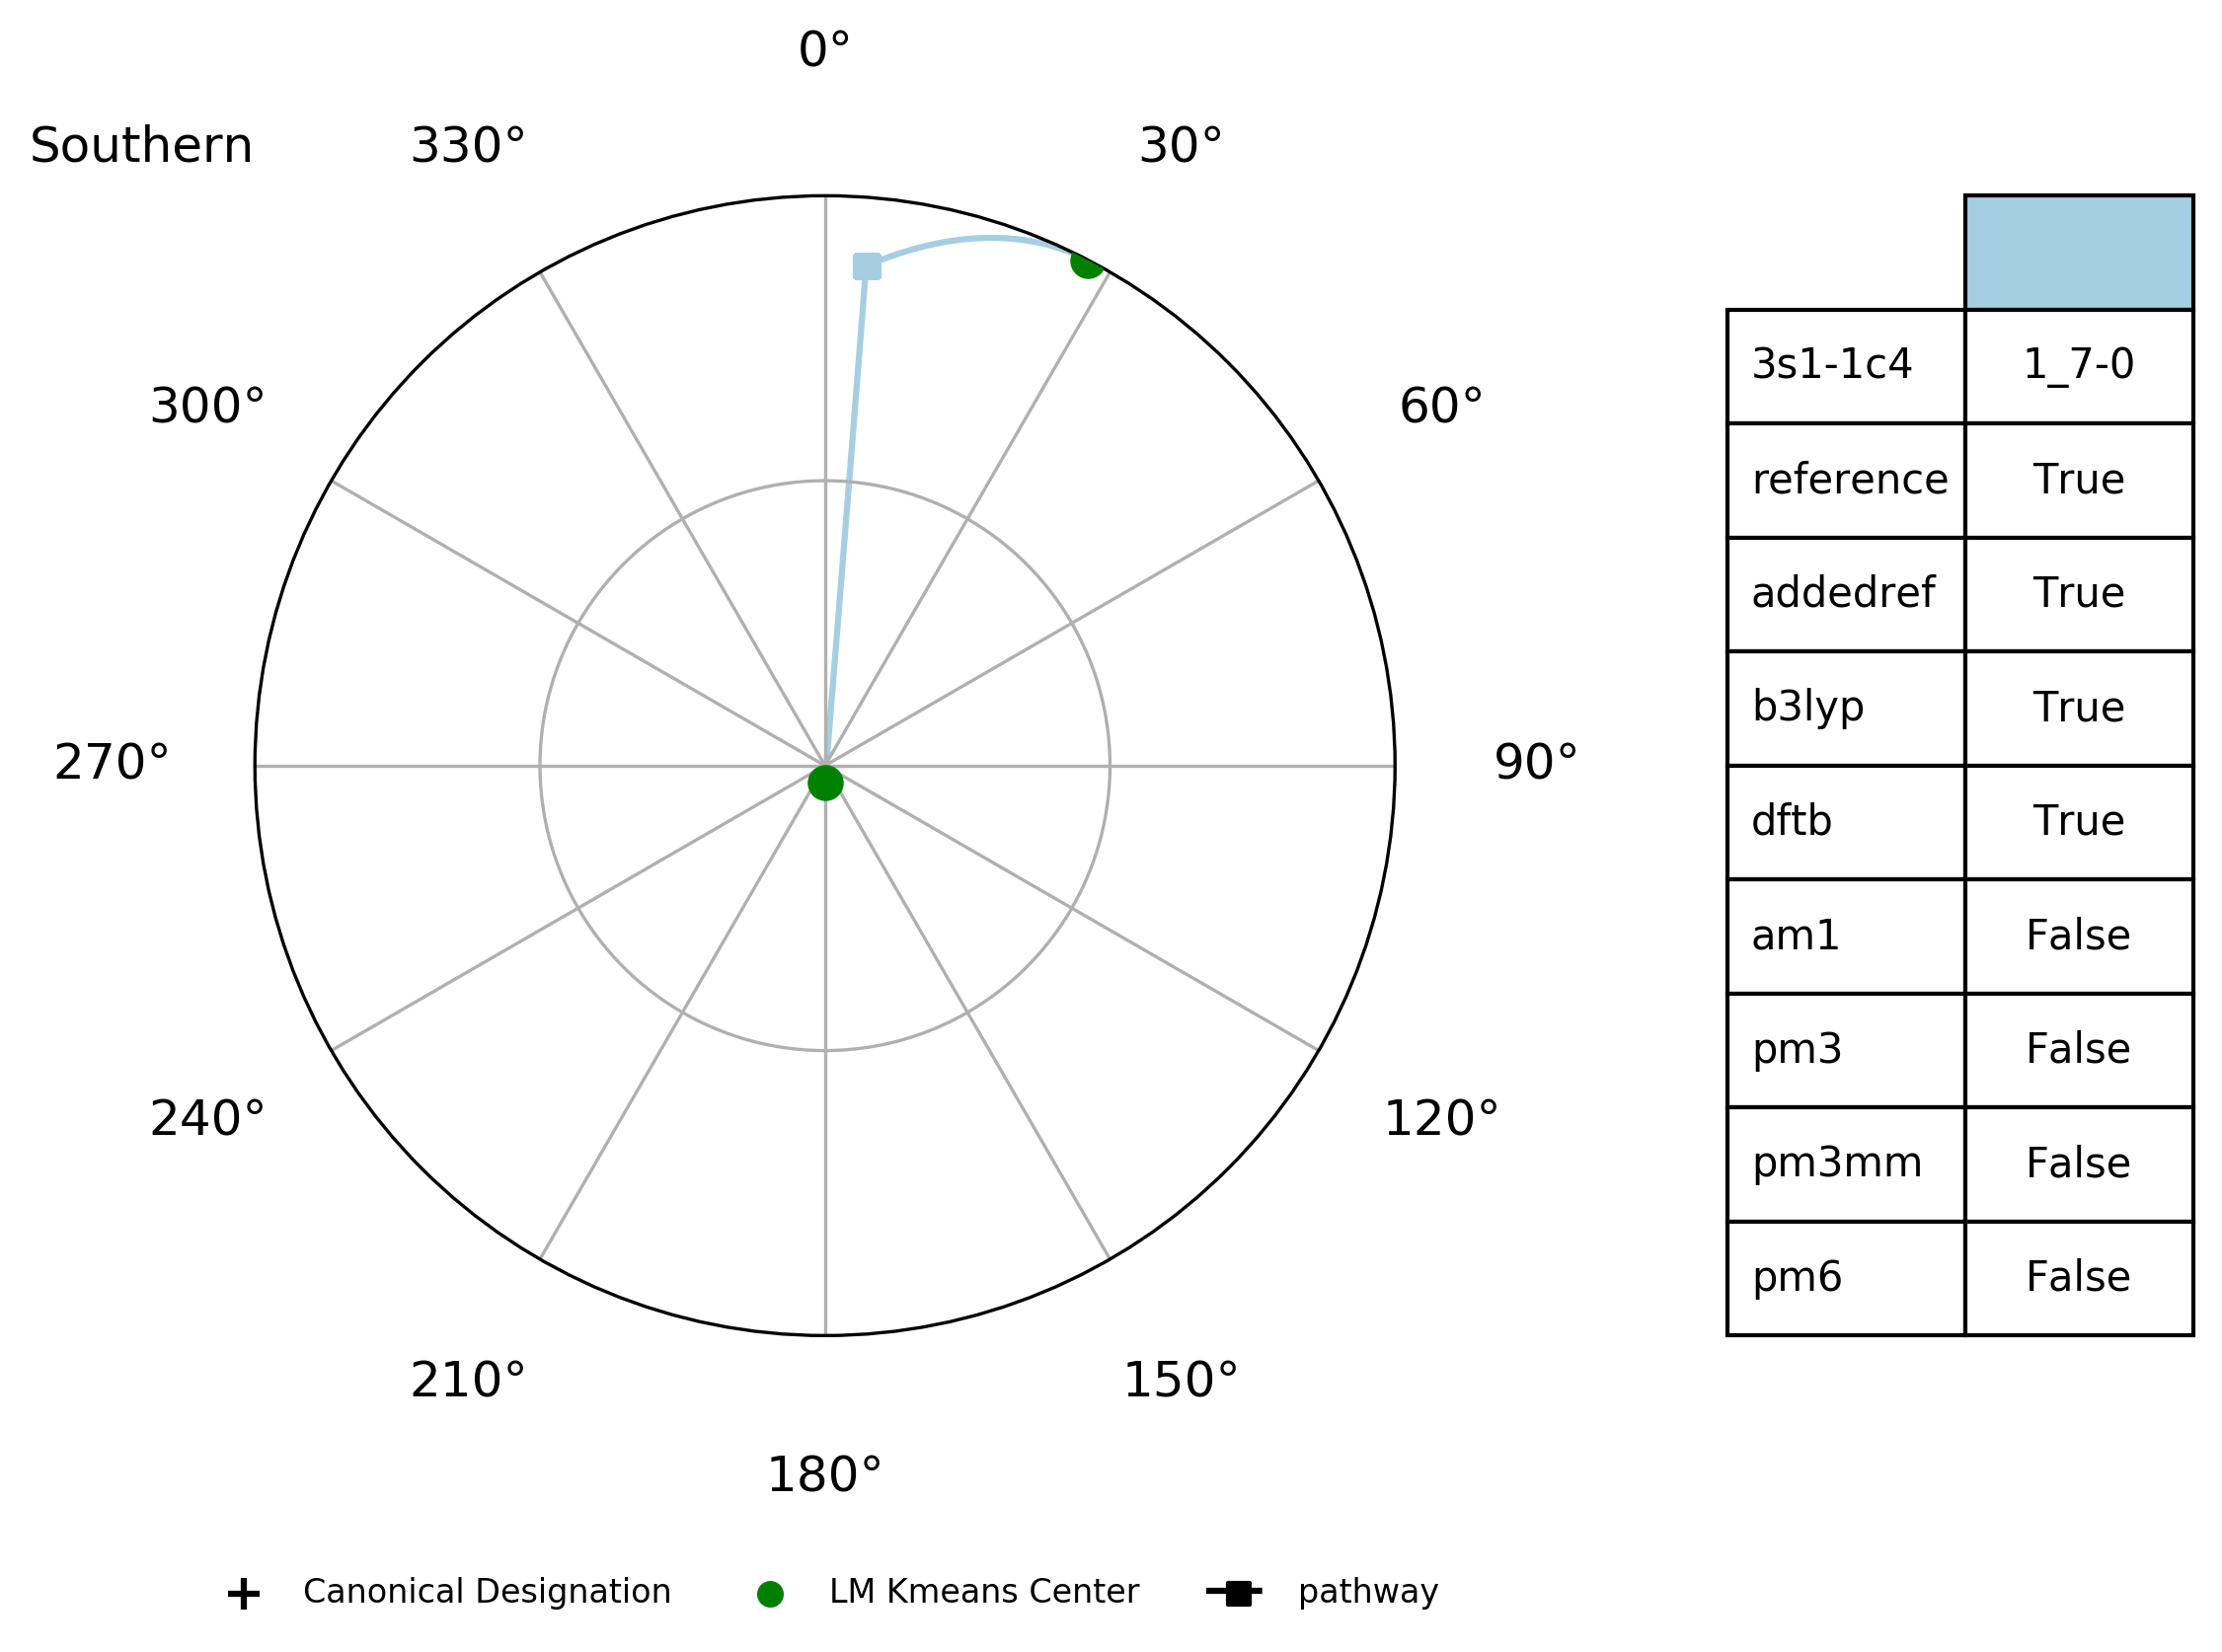 0°
Southern
330°
30°
300°
60°
270°
90°
240°
120°
210°
150°
180°
3s1-1c4 1_7-0
reference True
addedref True
b3lyp True
dftb True
am1 False
pm3 False
pm3mm False
pm6 False
Canonical Designation LM Kmeans Center pathway